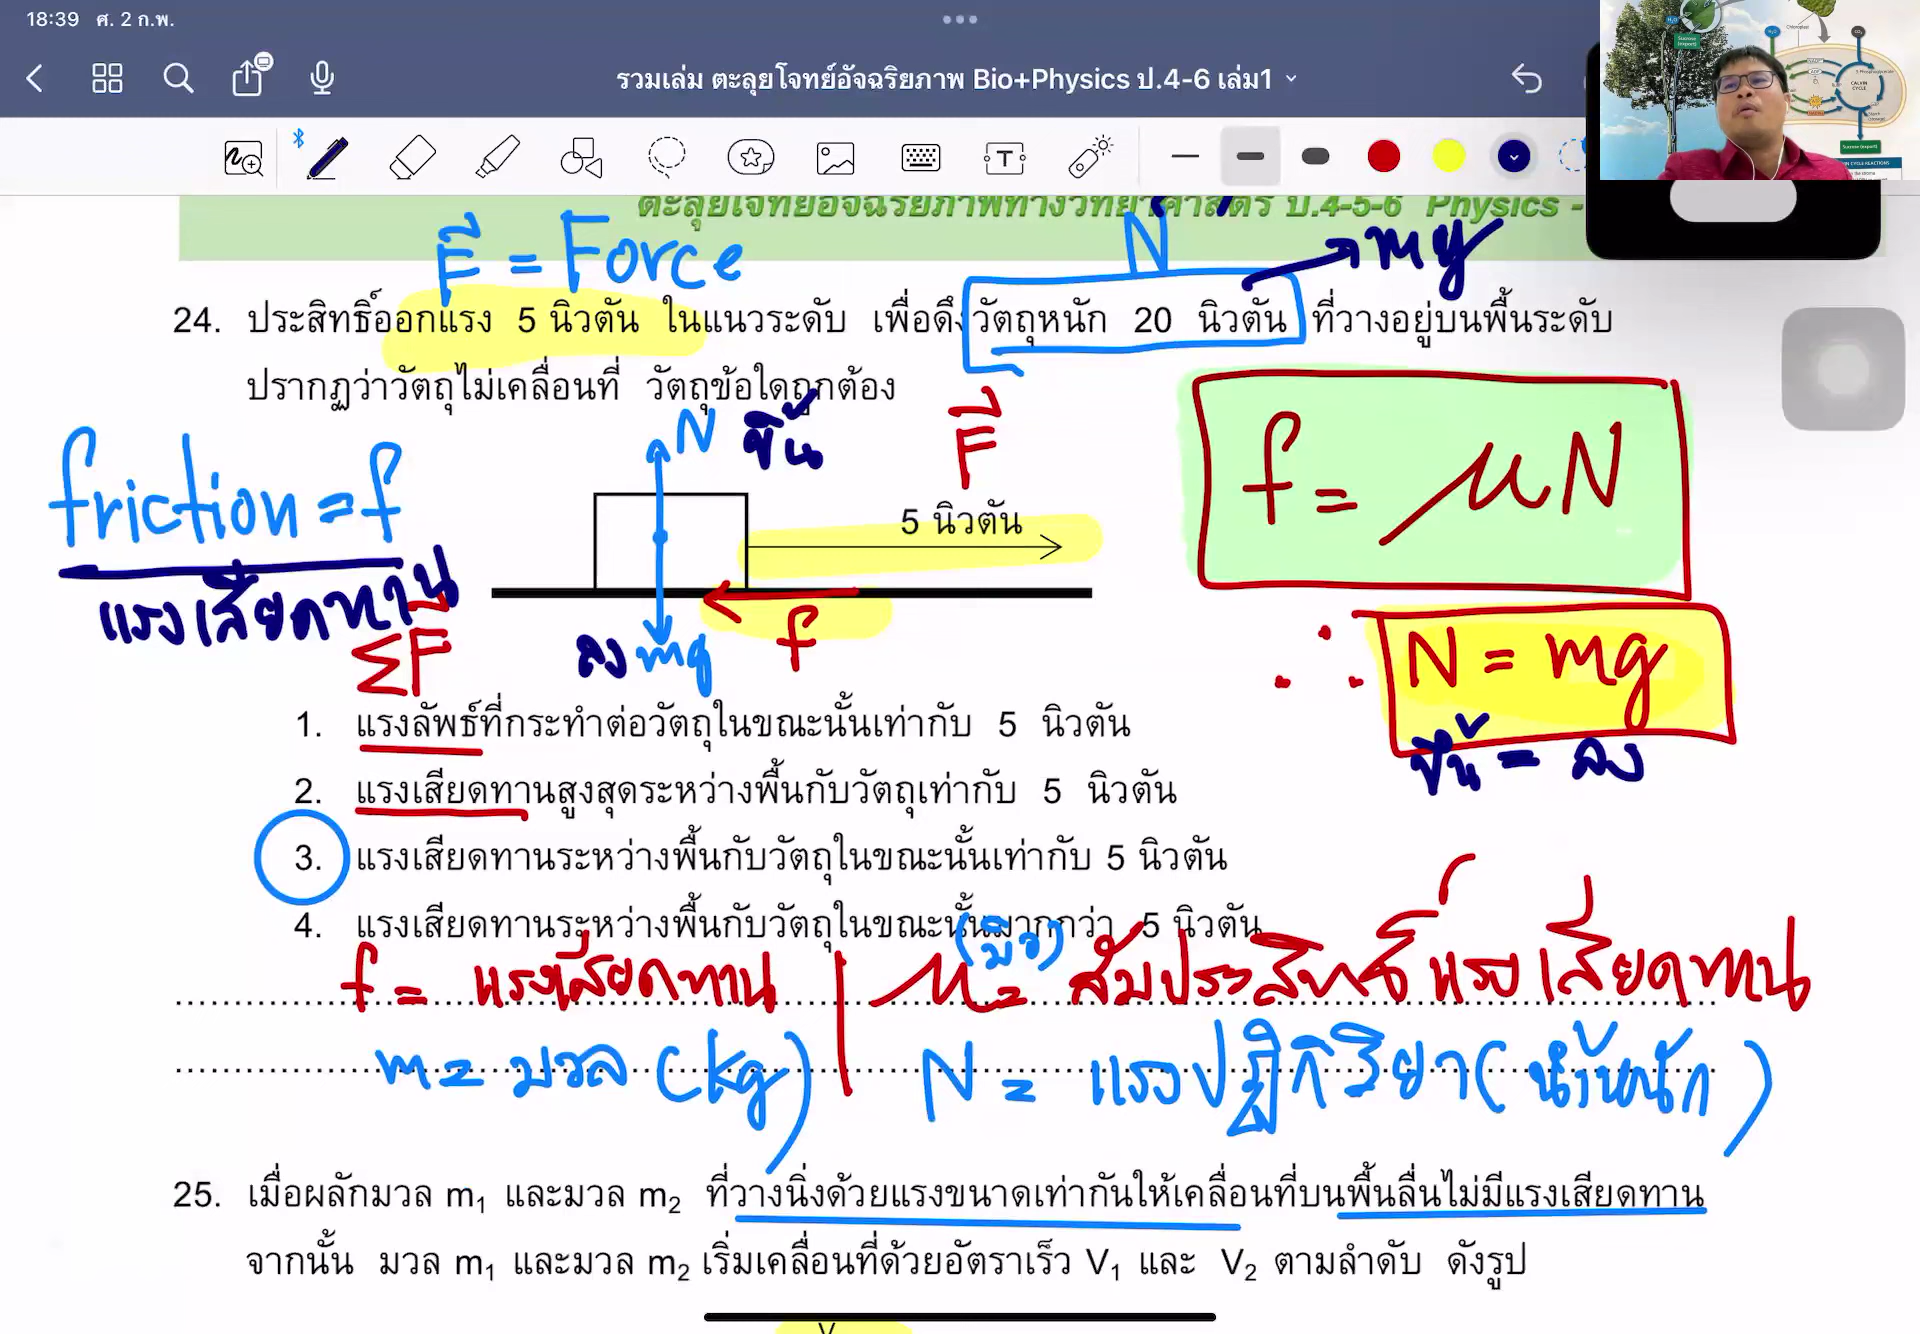 18:39 ศ. 2 ก.พ.
รวมเล่ม ตะลุยโจทย์อัจฉริยภาพ Bio+Physics ป.4-6 เล่ม1
ตะลุยโจทย์อัจฉริยภาพทางวิทยาศาสตร์ ป.4-5-6 Physics -
F = Force
N
mg
24. ประสิทธิ์ออกแรง 5 นิวตัน ในแนวระดับ เพื่อดึงวัตถุหนัก 20 นิวตัน ที่วางอยู่บนพื้นระดับ
ปรากฏว่าวัตถุไม่เคลื่อนที่ วัตถุข้อใดถูกต้อง
N ขึ้น
F
f = μN
friction = f
แรงเสียดทาน
5 นิวตัน
f
ลง mg
ΣF
∴ N = mg
ขึ้น = ลง
1. แรงลัพธ์ที่กระทำต่อวัตถุในขณะนั้นเท่ากับ 5 นิวตัน
2. แรงเสียดทานสูงสุดระหว่างพื้นกับวัตถุเท่ากับ 5 นิวตัน
3. แรงเสียดทานระหว่างพื้นกับวัตถุในขณะนั้นเท่ากับ 5 นิวตัน
4. แรงเสียดทานระหว่างพื้นกับวัตถุในขณะนั้นมากกว่า 5 นิวตัน
(มิว)
f = แรงเสียดทาน | μ = สัมประสิทธิ์แรงเสียดทาน
m = มวล (kg) N = แรงปฏิกิริยา (น้ำหนัก)
25. เมื่อผลักมวล m₁ และมวล m₂ ที่วางนิ่งด้วยแรงขนาดเท่ากันให้เคลื่อนที่บนพื้นลื่นไม่มีแรงเสียดทาน
จากนั้น มวล m₁ และมวล m₂ เริ่มเคลื่อนที่ด้วยอัตราเร็ว V₁ และ V₂ ตามลำดับ ดังรูป
CALVIN CYCLE
Sucrose (export)